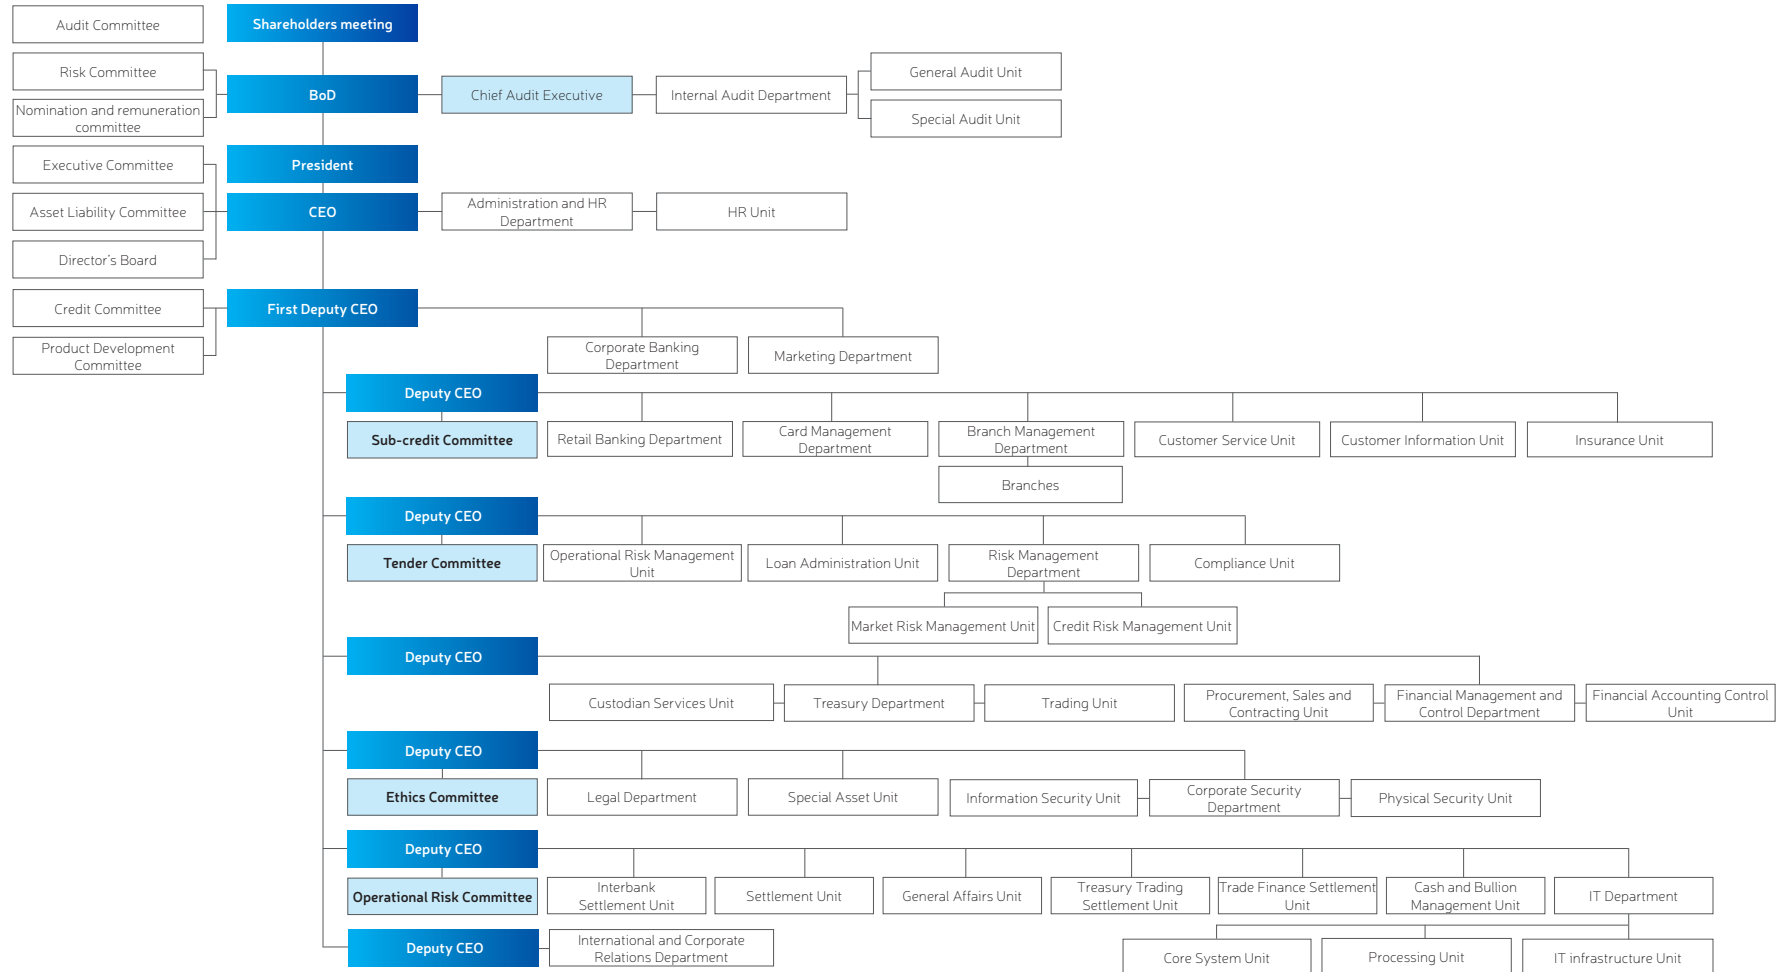 Audit Committee
Shareholders meeting
Risk Committee
General Audit Unit
BoD
Chief Audit Executive
Internal Audit Department
Nomination and remuneration
committee
Special Audit Unit
Executive Committee
President
Asset Liability Committee
CEO
Administration and HR
Department
HR Unit
Director's Board
Credit Committee
First Deputy CEO
Product Development
Committee
Corporate Banking
Department
Marketing Department
Deputy CEO
Sub-credit Committee
Retail Banking Department
Card Management
Department
Branch Management
Department
Customer Service Unit
Customer Information Unit
Insurance Unit
Branches
Deputy CEO
Tender Committee
Operational Risk Management
Unit
Loan Administration Unit
Risk Management
Department
Compliance Unit
Market Risk Management Unit
Credit Risk Management Unit
Deputy CEO
Custodian Services Unit
Treasury Department
Trading Unit
Procurement, Sales and
Contracting Unit
Financial Management and
Control Department
Financial Accounting Control
Unit
Deputy CEO
Ethics Committee
Legal Department
Special Asset Unit
Information Security Unit
Corporate Security
Department
Physical Security Unit
Deputy CEO
Operational Risk Committee
Interbank
Settlement Unit
Settlement Unit
General Affairs Unit
Treasury Trading
Settlement Unit
Trade Finance Settlement
Unit
Cash and Bullion
Management Unit
IT Department
Deputy CEO
International and Corporate
Relations Department
Core System Unit
Processing Unit
IT infrastructure Unit